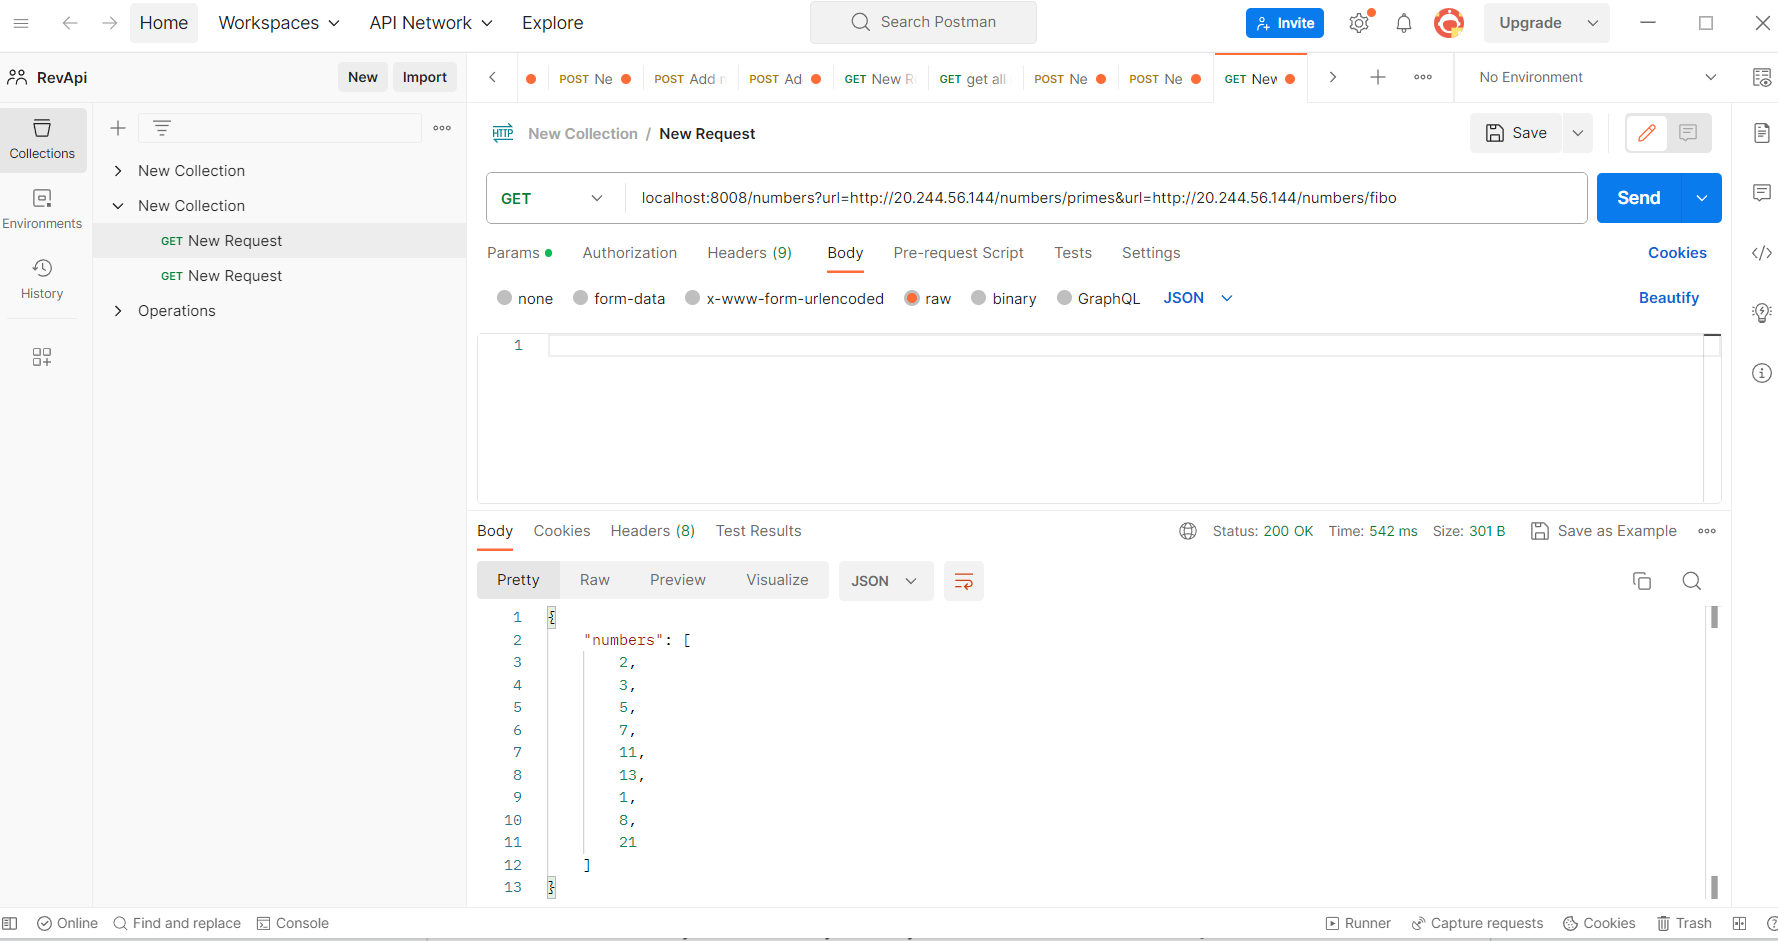 Home Workspaces API Network Explore Search Postman Invite Upgrade
RevApi New Import
POST Ne POST Add POST Ad GET New R GET get all POST Ne POST Ne GET New No Environment
Collections
Environments
History
New Collection
New Collection
GET New Request
GET New Request
Operations
HTTP New Collection / New Request Save
GET localhost:8008/numbers?url=http://20.244.56.144/numbers/primes&url=http://20.244.56.144/numbers/fibo Send
Params Authorization Headers (9) Body Pre-request Script Tests Settings Cookies
none form-data x-www-form-urlencoded raw binary GraphQL JSON Beautify
1
Body Cookies Headers (8) Test Results Status: 200 OK Time: 542 ms Size: 301 B Save as Example
Pretty Raw Preview Visualize JSON
1 {
2 "numbers": [
3 2,
4 3,
5 5,
6 7,
7 11,
8 13,
9 1,
10 8,
11 21
12 ]
13 }
Online Find and replace Console Runner Capture requests Cookies Trash